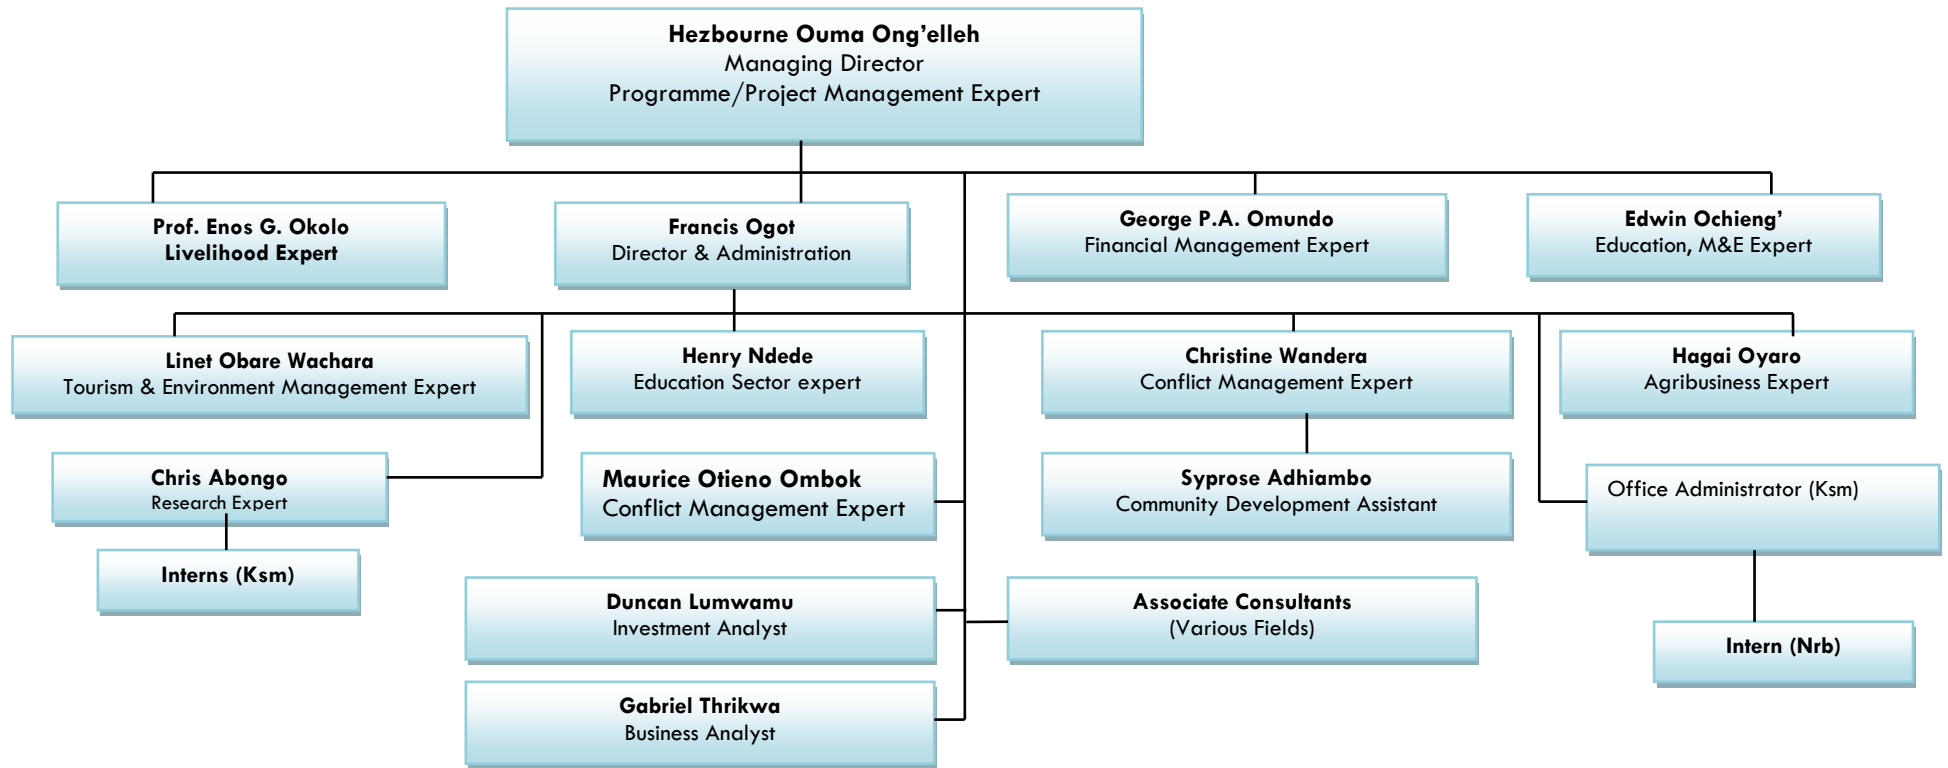 Hezbourne Ouma Ong’elleh
Managing Director
Programme/Project Management Expert
Prof. Enos G. Okolo
Livelihood Expert
Francis Ogot
Director & Administration
George P.A. Omundo
Financial Management Expert
Edwin Ochieng’
Education, M&E Expert
Linet Obare Wachara
Tourism & Environment Management Expert
Henry Ndede
Education Sector expert
Christine Wandera
Conflict Management Expert
Hagai Oyaro
Agribusiness Expert
Chris Abongo
Research Expert
Maurice Otieno Ombok
Conflict Management Expert
Syprose Adhiambo
Community Development Assistant
Office Administrator (Ksm)
Interns (Ksm)
Duncan Lumwamu
Investment Analyst
Associate Consultants
(Various Fields)
Intern (Nrb)
Gabriel Thrikwa
Business Analyst